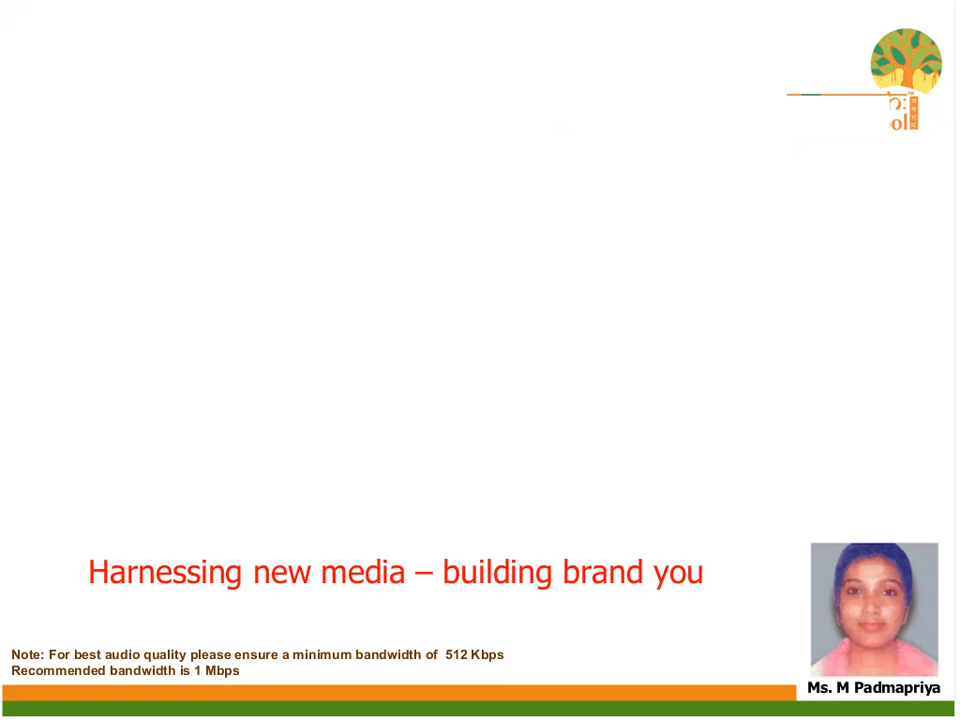 ol
Harnessing new media – building brand you
Note: For best audio quality please ensure a minimum bandwidth of 512 Kbps
Recommended bandwidth is 1 Mbps
Ms. M Padmapriya